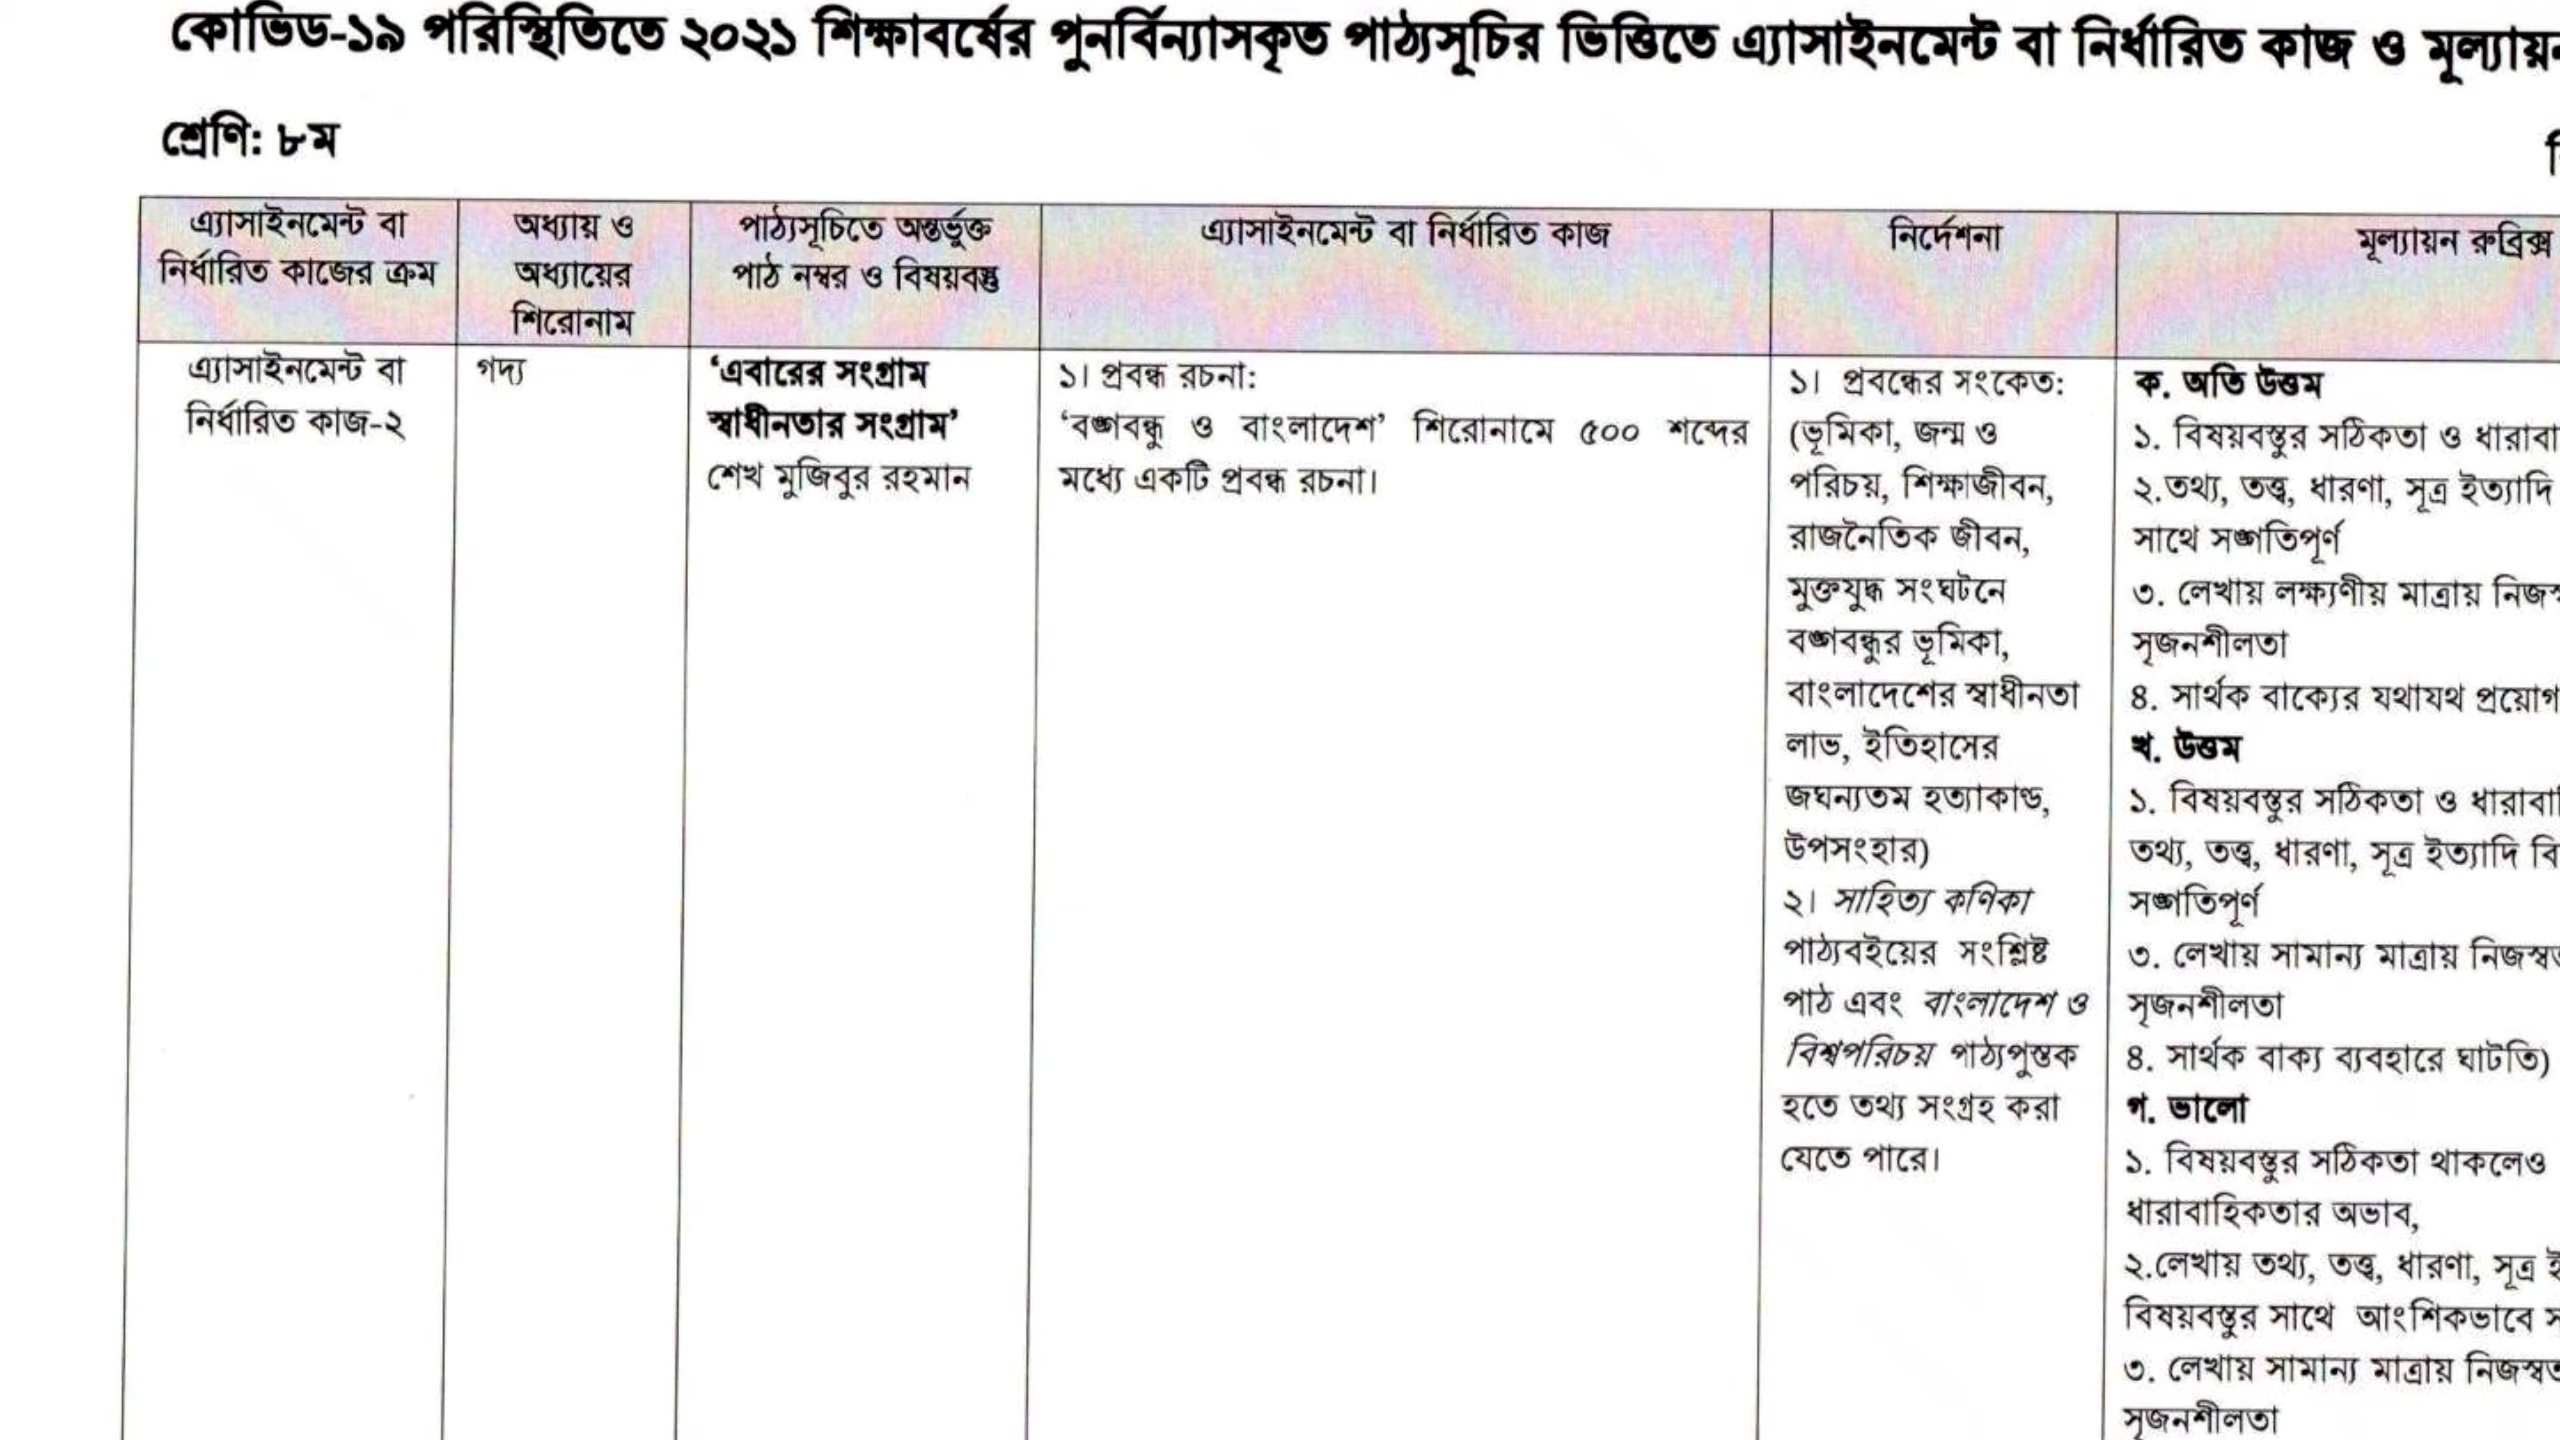 কোভিড-১৯ পরিস্থিতিতে ২০২১ শিক্ষাবর্ষের পুনর্বিন্যাসকৃত পাঠ্যসূচির ভিত্তিতে এ্যাসাইনমেন্ট বা নির্ধারিত কাজ ও মূল্যায়ন
শ্রেণি: ৮ম
এ্যাসাইনমেন্ট বা
নির্ধারিত কাজের ক্রম
অধ্যায় ও
অধ্যায়ের
শিরোনাম
পাঠ্যসূচিতে অন্তর্ভুক্ত
পাঠ নম্বর ও বিষয়বস্তু
এ্যাসাইনমেন্ট বা নির্ধারিত কাজ
নির্দেশনা
মূল্যায়ন রুব্রিক্স
এ্যাসাইনমেন্ট বা
নির্ধারিত কাজ-২
গদ্য
‘এবারের সংগ্রাম
স্বাধীনতার সংগ্রাম’
শেখ মুজিবুর রহমান
১। প্রবন্ধ রচনা:
‘বঙ্গবন্ধু ও বাংলাদেশ’ শিরোনামে ৫০০ শব্দের
মধ্যে একটি প্রবন্ধ রচনা।
১। প্রবন্ধের সংকেত:
(ভূমিকা, জন্ম ও
পরিচয়, শিক্ষাজীবন,
রাজনৈতিক জীবন,
মুক্তযুদ্ধ সংঘটনে
বঙ্গবন্ধুর ভূমিকা,
বাংলাদেশের স্বাধীনতা
লাভ, ইতিহাসের
জঘন্যতম হত্যাকাণ্ড,
উপসংহার)
২। সাহিত্য কণিকা
পাঠ্যবইয়ের সংশ্লিষ্ট
পাঠ এবং বাংলাদেশ ও
বিশ্বপরিচয় পাঠ্যপুস্তক
হতে তথ্য সংগ্রহ করা
যেতে পারে।
ক. অতি উত্তম
১. বিষয়বস্তুর সঠিকতা ও
২.তথ্য, তত্ত্ব, ধারণা, সূত্র ইত্যাদি
সাথে সঙ্গতিপূর্ণ
৩. লেখায় লক্ষ্যণীয় মাত্রায়
সৃজনশীলতা
৪. সার্থক বাক্যের যথাযথ প্রয়োগ
খ. উত্তম
১. বিষয়বস্তুর সঠিকতা ও
তথ্য, তত্ত্ব, ধারণা, সূত্র ইত্যাদি
সঙ্গতিপূর্ণ
৩. লেখায় সামান্য মাত্রায়
সৃজনশীলতা
৪. সার্থক বাক্য ব্যবহারে ঘাটতি)
গ. ভালো
১. বিষয়বস্তুর সঠিকতা থাকলেও
ধারাবাহিকতার অভাব,
২.লেখায় তথ্য, তত্ত্ব, ধারণা, সূত্র
বিষয়বস্তুর সাথে আংশিকভাবে
৩. লেখায় সামান্য মাত্রায়
সৃজনশীলতা